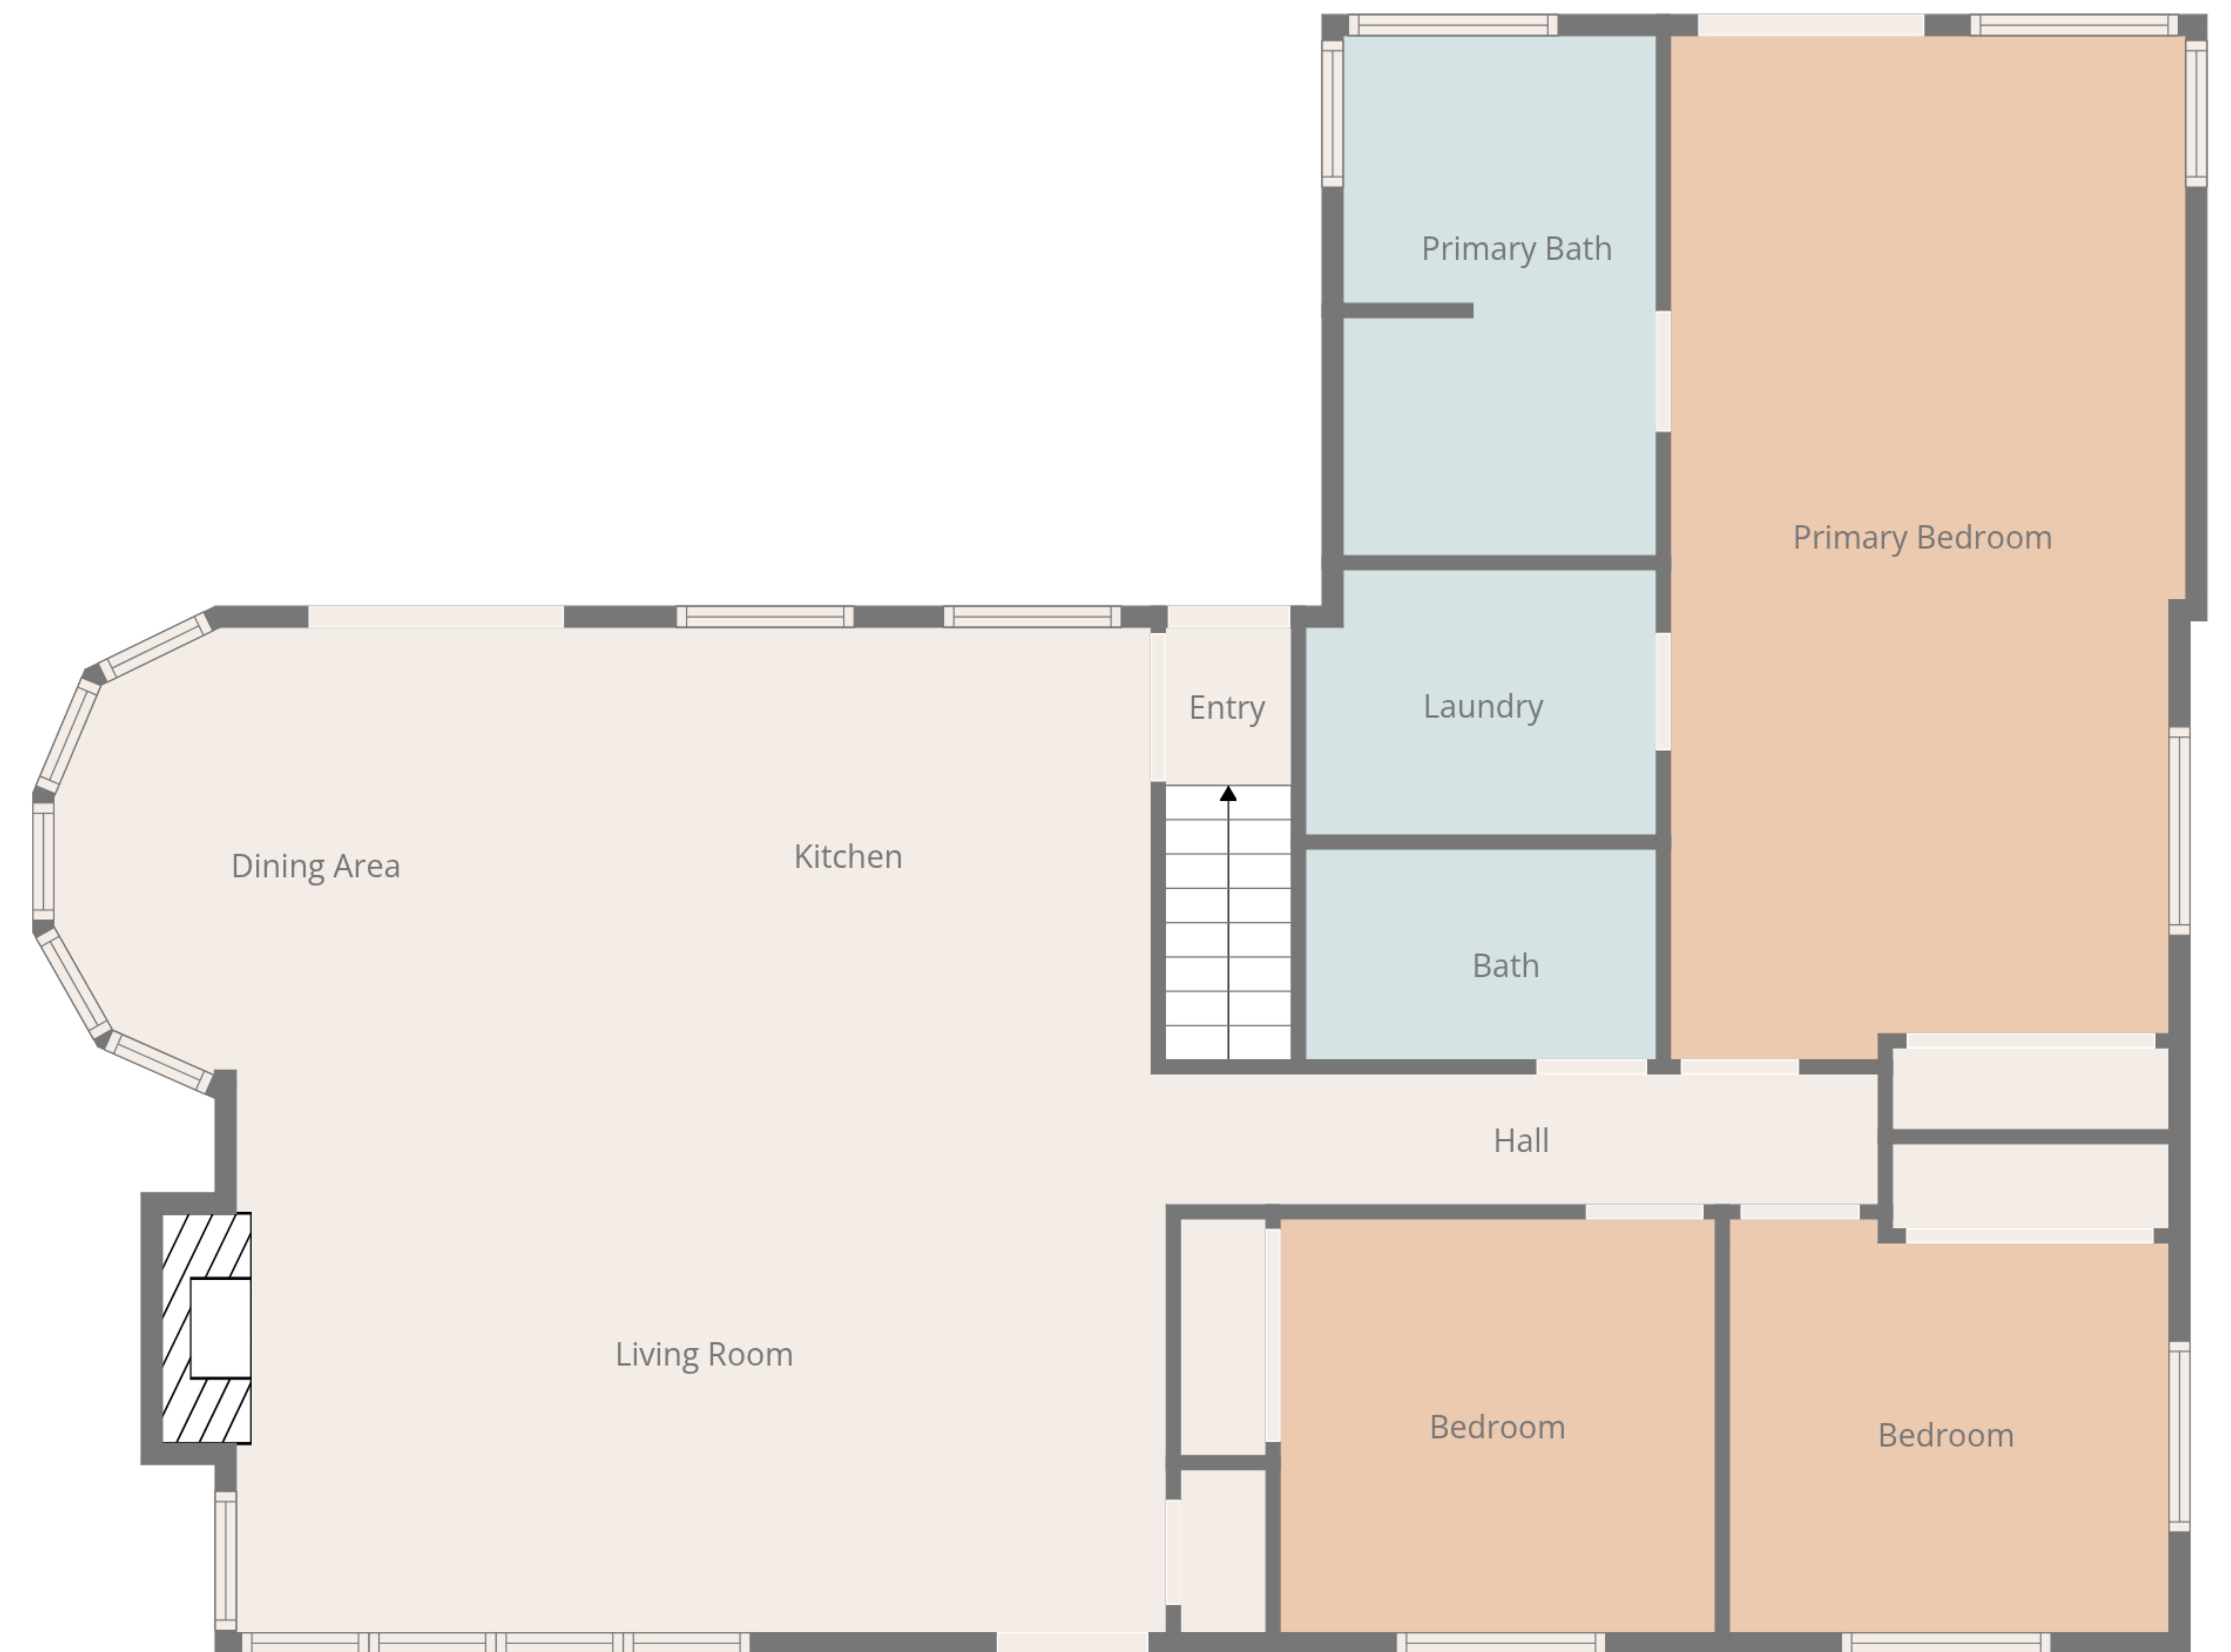 Primary Bath
Primary Bedroom
Entry
Laundry
Dining Area
Kitchen
Bath
Hall
Living Room
Bedroom
Bedroom